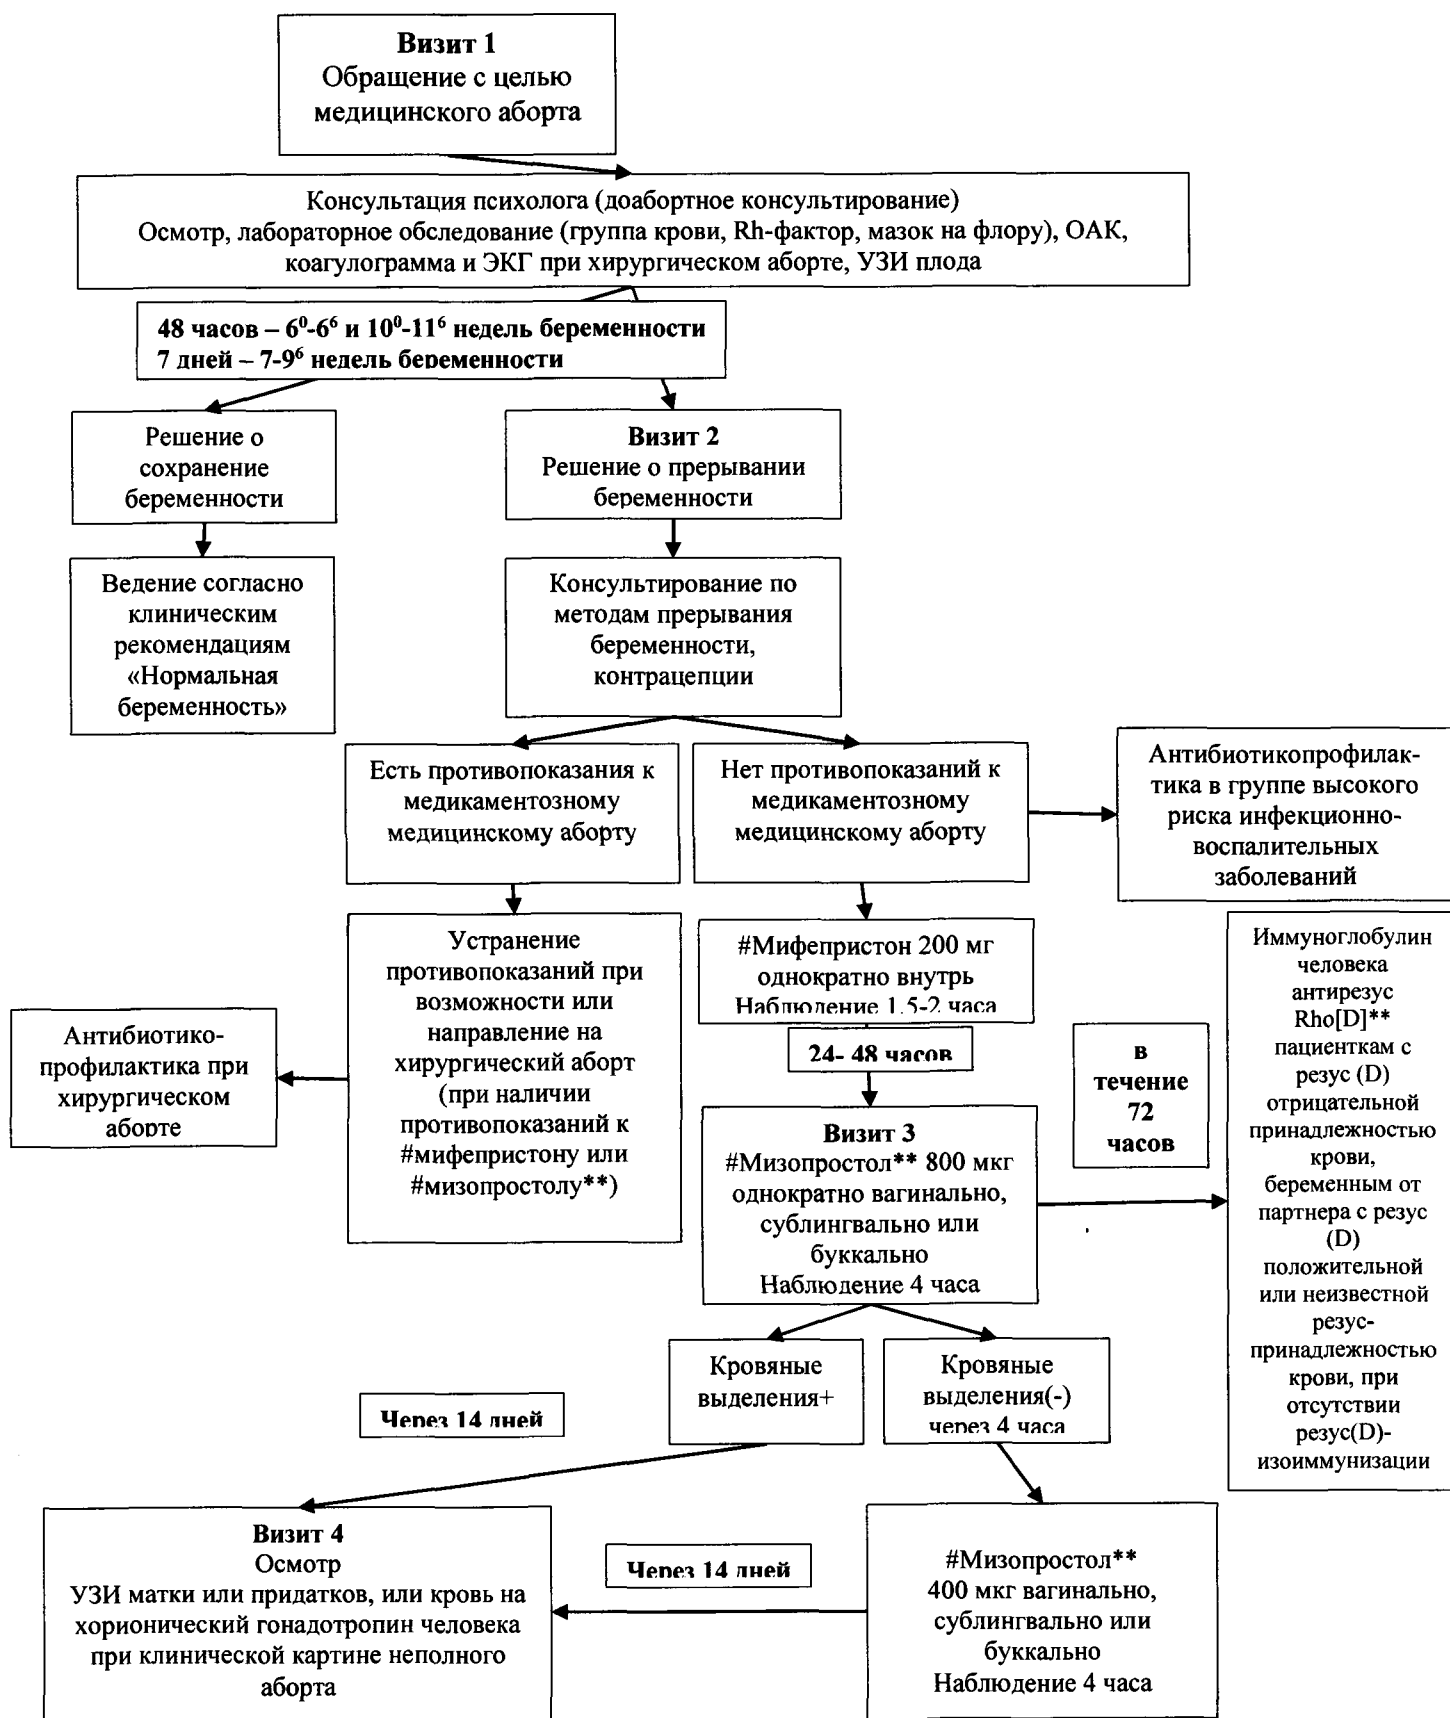 Визит 1
Обращение с целью
медицинского аборта
Консультация психолога (доабортное консультирование)
Осмотр, лабораторное обследование (группа крови, Rh-фактор, мазок на флору), ОАК,
коагулограмма и ЭКГ при хирургическом аборте, УЗИ плода
48 часов – 6⁰-6⁶ и 10⁰-11⁶ недель беременности
7 дней – 7-9⁶ недель беременности
Решение о
сохранение
беременности
Визит 2
Решение о прерывании
беременности
Ведение согласно
клиническим
рекомендациям
«Нормальная
беременность»
Консультирование по
методам прерывания
беременности,
контрацепции
Есть противопоказания к
медикаментозному
медицинскому аборту
Нет противопоказаний к
медикаментозному
медицинскому аборту
Антибиотикопрофилак-
тика в группе высокого
риска инфекционно-
воспалительных
заболеваний
Устранение
противопоказаний при
возможности или
направление на
хирургический аборт
(при наличии
противопоказаний к
#мифепристону или
#мизопростолу**)
Антибиотико-
профилактика при
хирургическом
аборте
#Мифепристон 200 мг
однократно внутрь
Наблюдение 1,5-2 часа
24- 48 часов
Визит 3
#Мизопростол** 800 мкг
однократно вагинально,
сублингвально или
буккально
Наблюдение 4 часа
в
течение
72
часов
Иммуноглобулин
человека
антирезус
Rho[D]**
пациенткам с
резус (D)
отрицательной
принадлежностью
крови,
беременным от
партнера с резус
(D)
положительной
или неизвестной
резус-
принадлежностью
крови, при
отсутствии
резус(D)-
изоиммунизации
Кровяные
выделения+
Кровяные
выделения(-)
через 4 часа
Через 14 дней
Визит 4
Осмотр
УЗИ матки или придатков, или кровь на
хорионический гонадотропин человека
при клинической картине неполного
аборта
Через 14 дней
#Мизопростол**
400 мкг вагинально,
сублингвально или
буккально
Наблюдение 4 часа